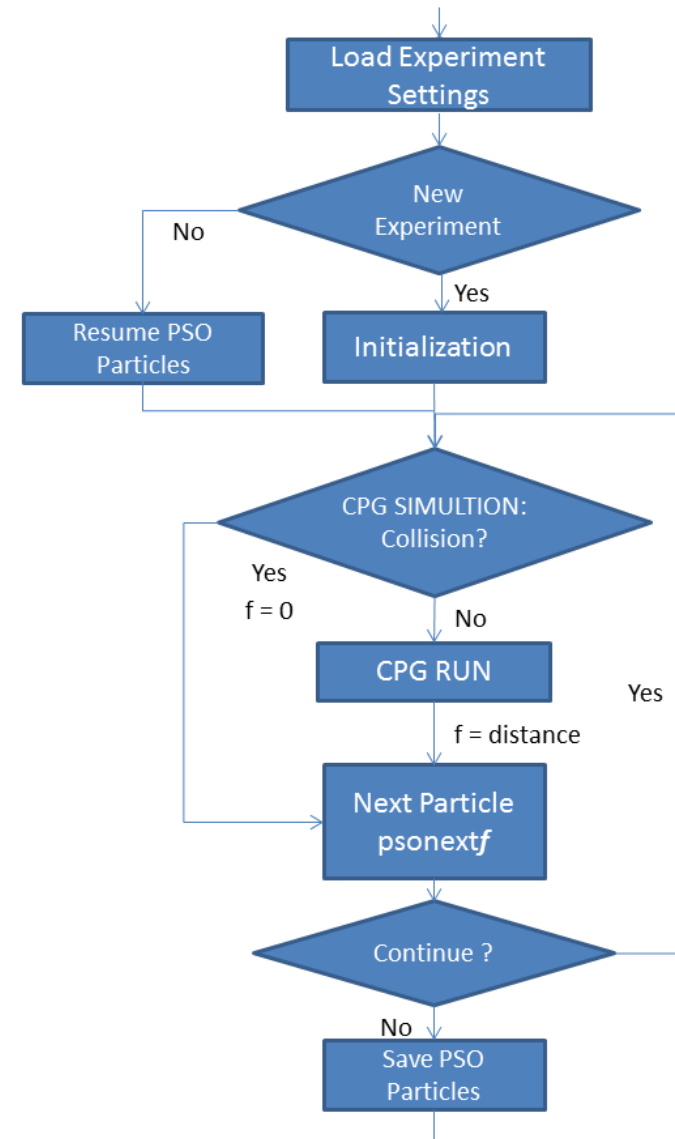 Load Experiment
Settings
New
Experiment
No
Yes
Resume PSO
Particles
Initialization
CPG SIMULTION:
Collision?
Yes
f = 0
No
CPG RUN
Yes
f = distance
Next Particle
psonextf
Continue ?
No
Save PSO
Particles